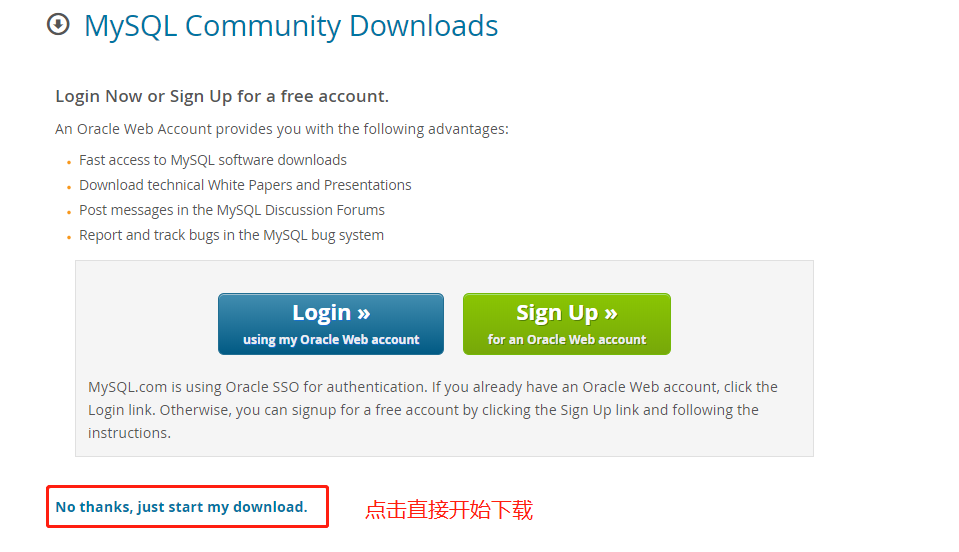 MySQL Community Downloads
Login Now or Sign Up for a free account.
An Oracle Web Account provides you with the following advantages:
Fast access to MySQL software downloads
Download technical White Papers and Presentations
Post messages in the MySQL Discussion Forums
Report and track bugs in the MySQL bug system
Login »
using my Oracle Web account
Sign Up »
for an Oracle Web account
MySQL.com is using Oracle SSO for authentication. If you already have an Oracle Web account, click the
Login link. Otherwise, you can signup for a free account by clicking the Sign Up link and following the
instructions.
No thanks, just start my download.
点击直接开始下载